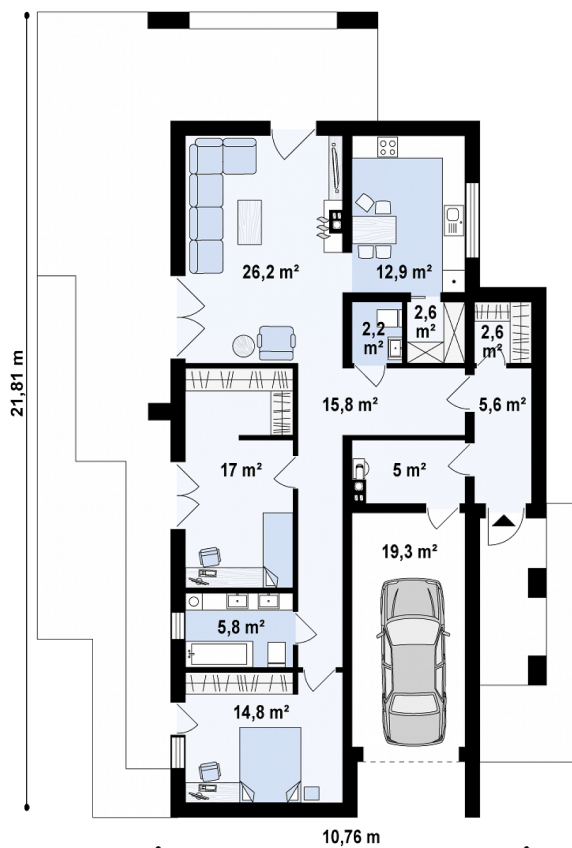 26,2 m²
12,9 m²
2,6
m²
2,2
m²
2,6
m²
21,81 m
15,8 m²
5,6 m²
17 m²
5 m²
19,3 m²
5,8 m²
14,8 m²
10,76 m